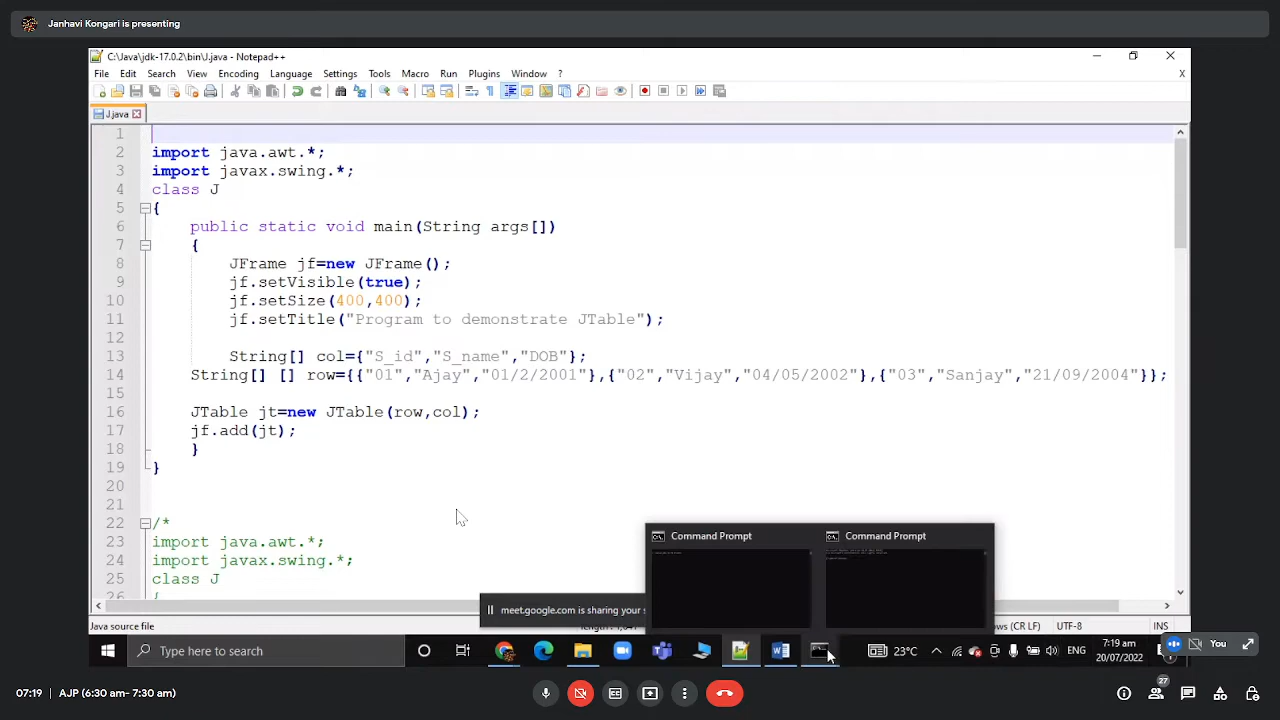 Janhavi Kongari is presenting
C:\Java\jdk-17.0.2\bin\J.java - Notepad++
File Edit Search View Encoding Language Settings Tools Macro Run Plugins Window ? X
J.java
1
2 import java.awt.*;
3 import javax.swing.*;
4 class J
5 {
6 public static void main(String args[])
7 {
8 JFrame jf=new JFrame();
9 jf.setVisible(true);
10 jf.setSize(400,400);
11 jf.setTitle("Program to demonstrate JTable");
12
13 String[] col={"S_id","S_name","DOB"};
14 String[] [] row={{"01","Ajay","01/2/2001"},{"02","Vijay","04/05/2002"},{"03","Sanjay","21/09/2004"}};
15
16 JTable jt=new JTable(row,col);
17 jf.add(jt);
18 }
19 }
20
21
22 /*
23 import java.awt.*;
24 import javax.swing.*;
25 class J
26 {
Command Prompt Command Prompt
meet.google.com is sharing your s
Java source file (CR LF) UTF-8 INS
Type here to search 23°C ENG 7:19 am You
20/07/2022
07:19 AJP (6:30 am- 7:30 am) 27